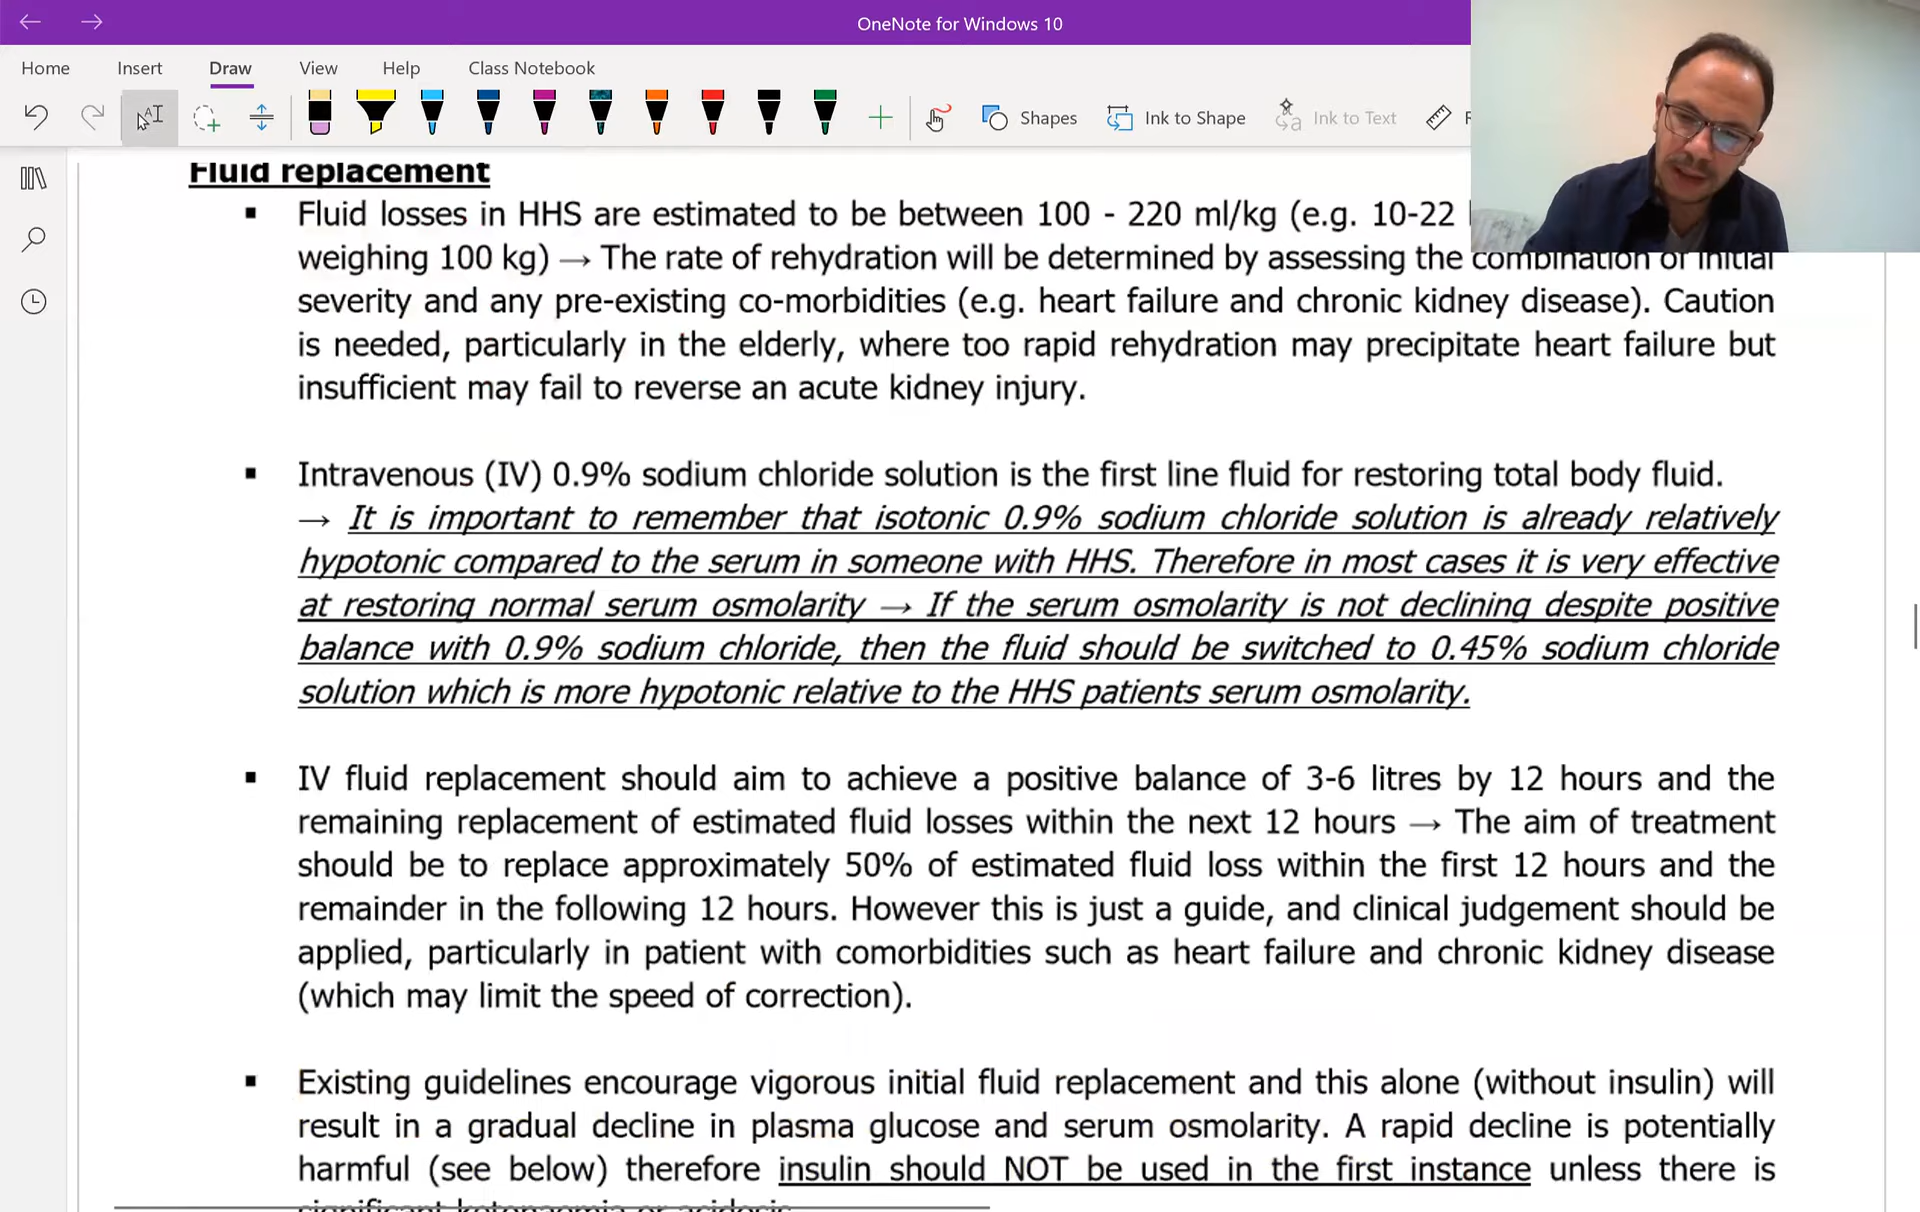 OneNote for Windows 10
Home Insert Draw View Help Class Notebook
Shapes Ink to Shape Ink to Text
Fluid replacement
▪ Fluid losses in HHS are estimated to be between 100 - 220 ml/kg (e.g. 10-22
weighing 100 kg) → The rate of rehydration will be determined by assessing the combination of initial
severity and any pre-existing co-morbidities (e.g. heart failure and chronic kidney disease). Caution
is needed, particularly in the elderly, where too rapid rehydration may precipitate heart failure but
insufficient may fail to reverse an acute kidney injury.
▪ Intravenous (IV) 0.9% sodium chloride solution is the first line fluid for restoring total body fluid.
→ It is important to remember that isotonic 0.9% sodium chloride solution is already relatively
hypotonic compared to the serum in someone with HHS. Therefore in most cases it is very effective
at restoring normal serum osmolarity → If the serum osmolarity is not declining despite positive
balance with 0.9% sodium chloride, then the fluid should be switched to 0.45% sodium chloride
solution which is more hypotonic relative to the HHS patients serum osmolarity.
▪ IV fluid replacement should aim to achieve a positive balance of 3-6 litres by 12 hours and the
remaining replacement of estimated fluid losses within the next 12 hours → The aim of treatment
should be to replace approximately 50% of estimated fluid loss within the first 12 hours and the
remainder in the following 12 hours. However this is just a guide, and clinical judgement should be
applied, particularly in patient with comorbidities such as heart failure and chronic kidney disease
(which may limit the speed of correction).
▪ Existing guidelines encourage vigorous initial fluid replacement and this alone (without insulin) will
result in a gradual decline in plasma glucose and serum osmolarity. A rapid decline is potentially
harmful (see below) therefore insulin should NOT be used in the first instance unless there is
significant ketonaemia or acidosis